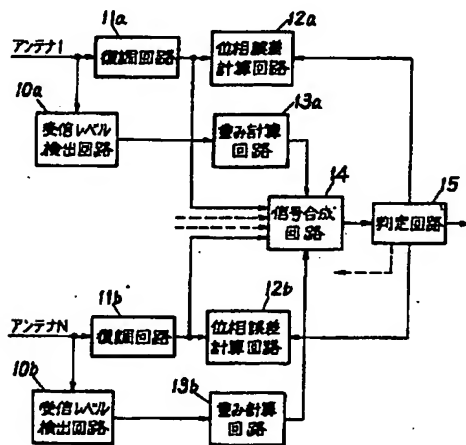 11a
12a
アンテナ1
復調回路
位相誤差
計算回路
10a
13a
受信レベル
検出回路
重み計算
回路
14
15
信号合成
回路
判定回路
11b
12b
アンテナN
復調回路
位相誤差
計算回路
10b
13b
受信レベル
検出回路
重み計算
回路